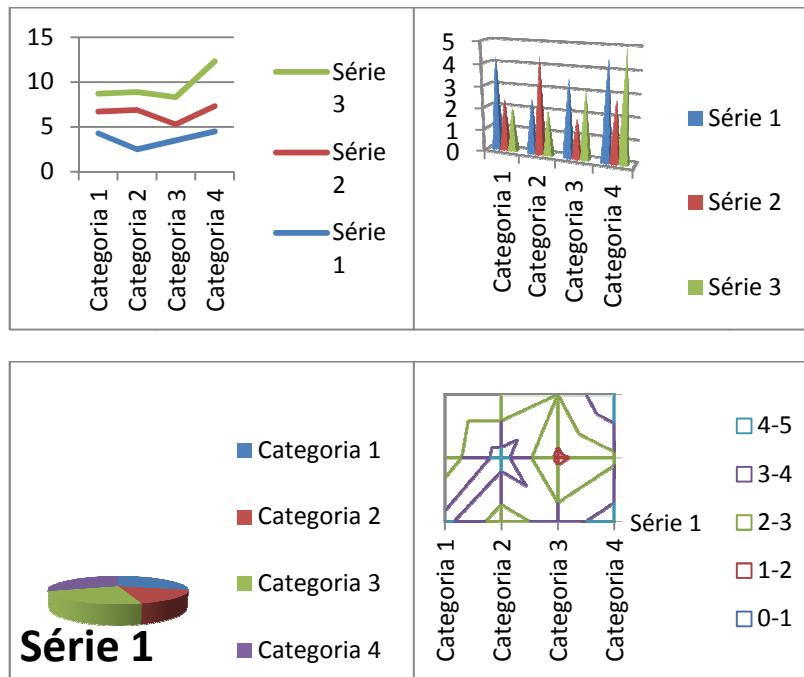 15
10
5
0
Categoria 1
Categoria 2
Categoria 3
Categoria 4
Série
3
Série
2
Série
1
5
4
3
2
1
0
Categoria 1
Categoria 2
Categoria 3
Categoria 4
Série 1
Série 2
Série 3
Série 1
Categoria 1
Categoria 2
Categoria 3
Categoria 4
Categoria 1
Categoria 2
Categoria 3
Categoria 4
Série 1
4-5
3-4
2-3
1-2
0-1